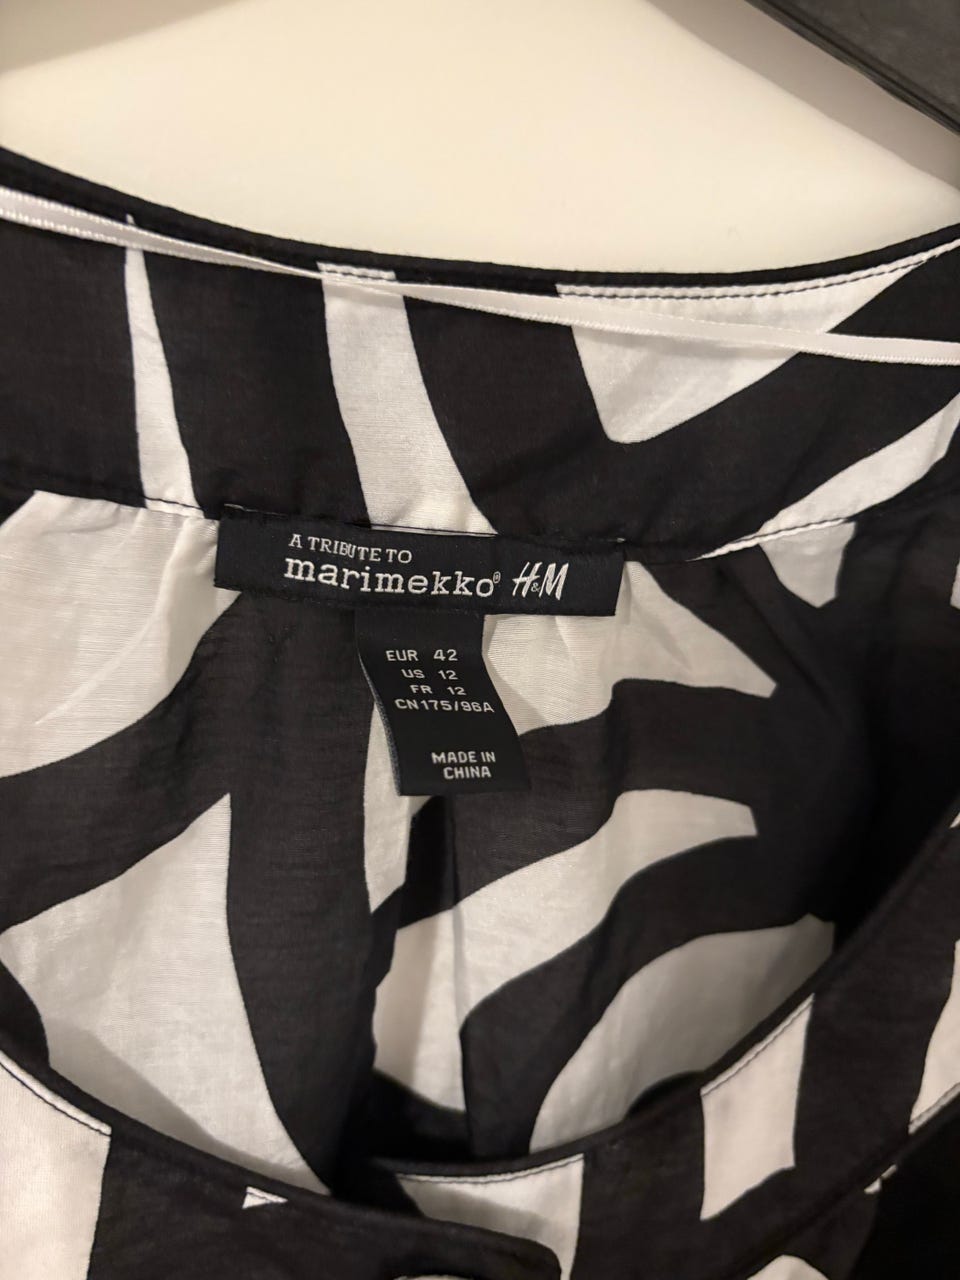 A TRIBUTE TO
marimekko® H&M
EUR 42
US 12
FR 12
CN175/96A
MADE IN
CHINA